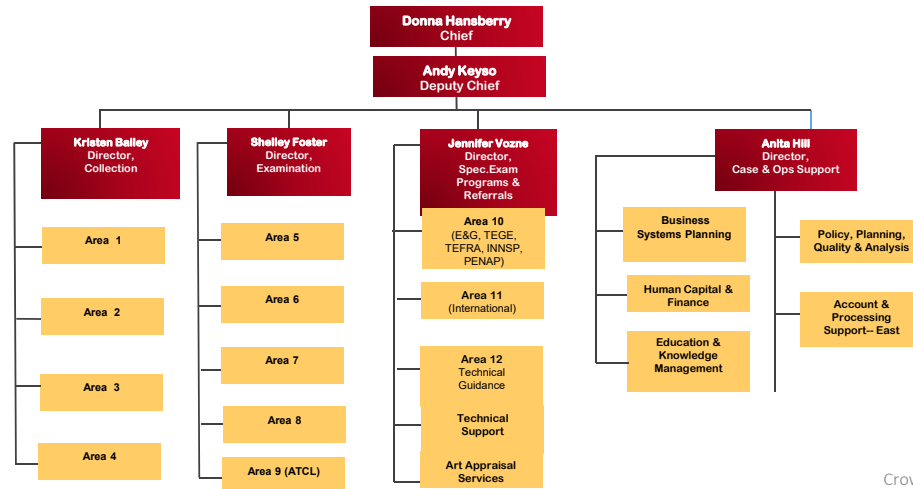 Donna Hansberry
Chief
Andy Keyso
Deputy Chief
Kristen Bailey
Director,
Collection
Area 1
Area 2
Area 3
Area 4
Shelley Foster
Director,
Examination
Area 5
Area 6
Area 7
Area 8
Area 9 (ATCL)
Jennifer Vozne
Director,
Spec.Exam
Programs &
Referrals
Area 10
(E&G, TEGE,
TEFRA, INNSP,
PENAP)
Area 11
(International)
Area 12
Technical
Guidance
Technical
Support
Art Appraisal
Services
Anita Hill
Director,
Case & Ops Support
Business
Systems Planning
Human Capital &
Finance
Education &
Knowledge
Management
Policy, Planning,
Quality & Analysis
Account &
Processing
Support-- East
Crov